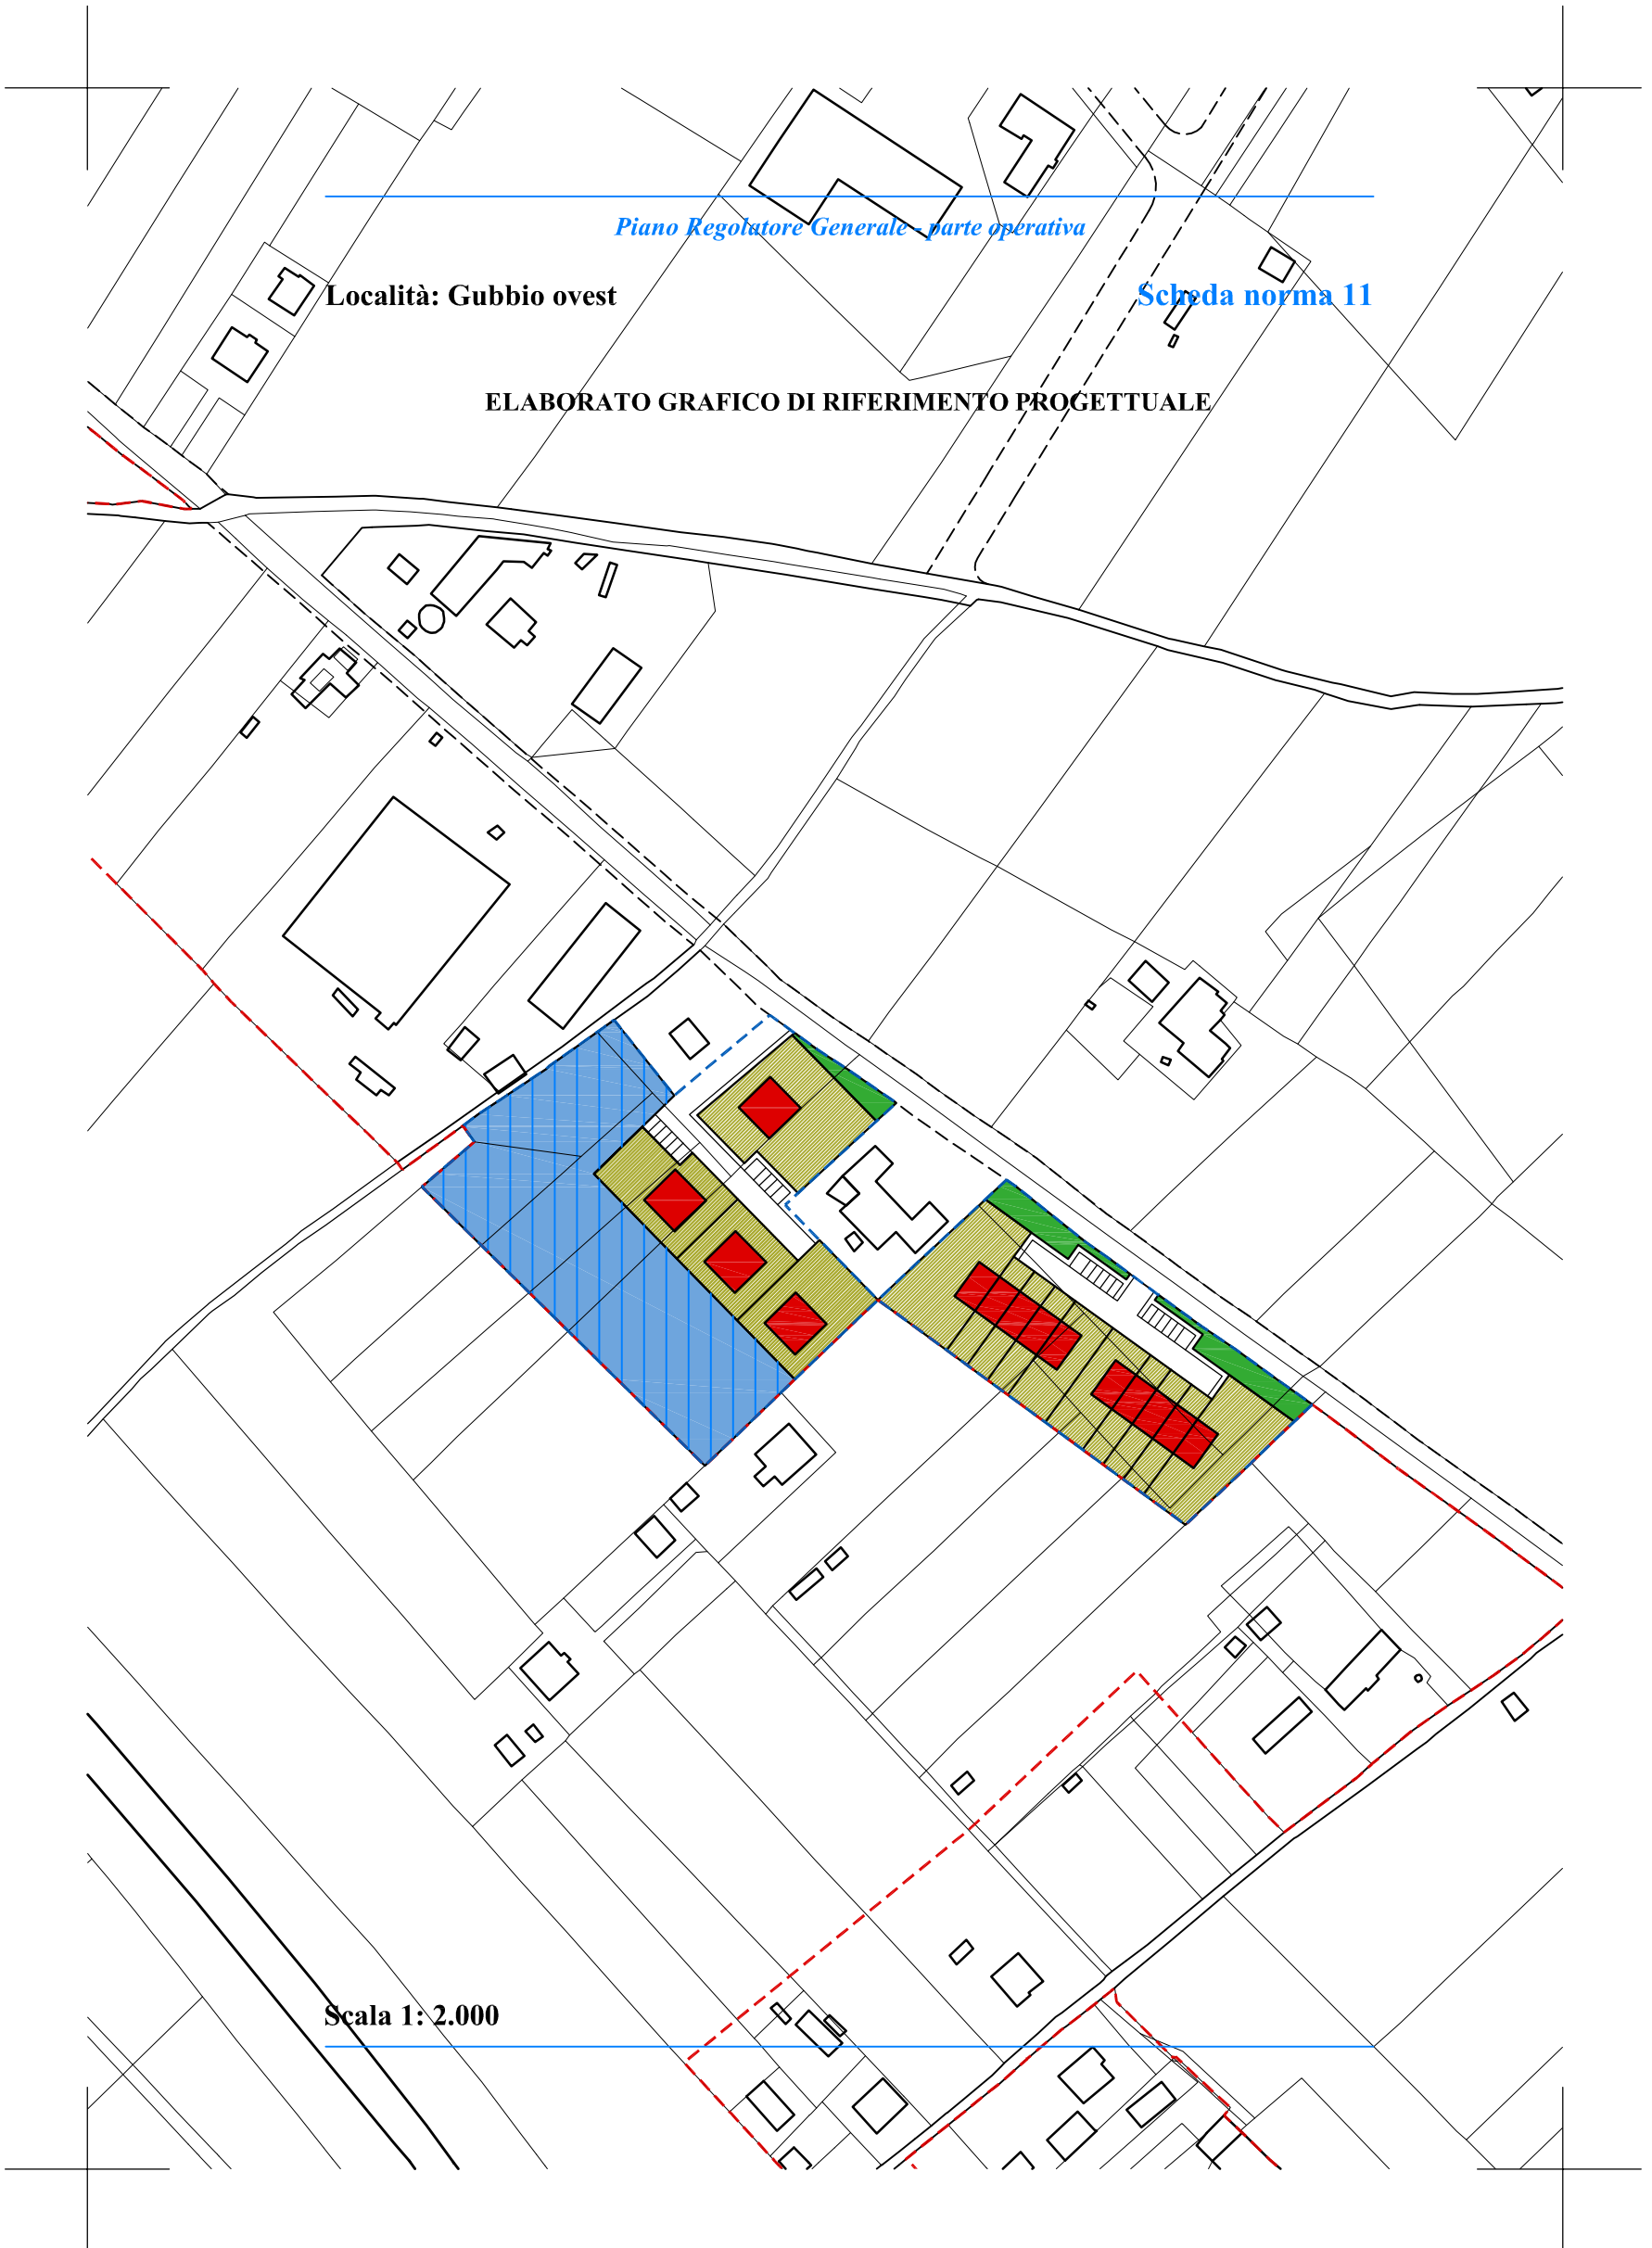 Piano Regolatore Generale - parte operativa
Località: Gubbio ovest
Scheda norma 11
ELABORATO GRAFICO DI RIFERIMENTO PROGETTUALE
Scala 1: 2.000